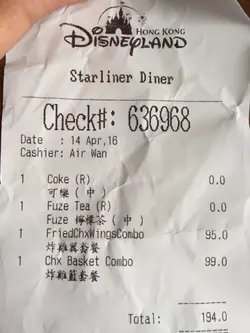 HONG KONG
DISNEYLAND
Starliner Diner
Check#: 636968
Date : 14 Apr,16
Cashier: Air Wan
1 Coke (R) 0.0
可樂 ( 中 )
1 Fuze Tea (R) 0.0
Fuze 檸檬茶 ( 中 )
1 FriedChxWingsCombo 95.0
炸雞翼套餐
1 Chx Basket Combo 99.0
炸雞籃套餐
Total: 194.0